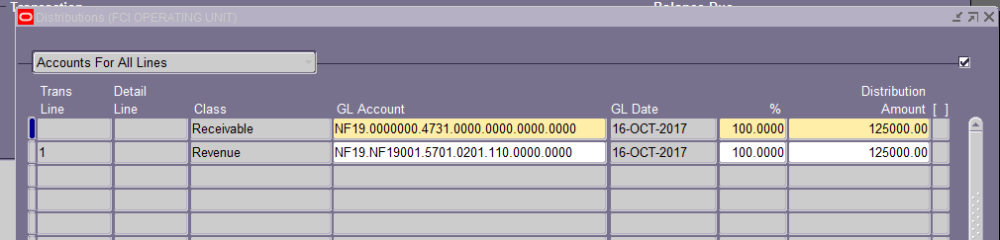 Transaction
Balance Due
Distributions (FCI OPERATING UNIT)
Accounts For All Lines
Trans Line
Detail Line
Class
GL Account
GL Date
%
Distribution Amount
[ ]
Receivable NF19.0000000.4731.0000.0000.0000.0000 16-OCT-2017 100.0000 125000.00
1 Revenue NF19.NF19001.5701.0201.110.0000.0000 16-OCT-2017 100.0000 125000.00